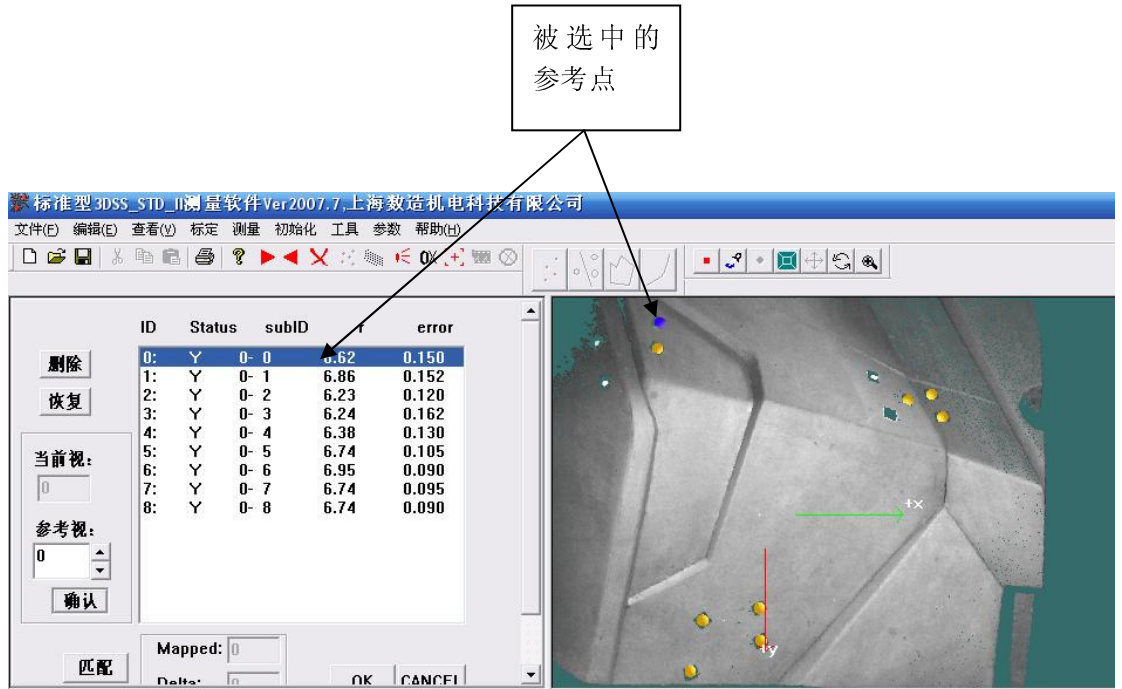 被选中的
参考点
标准型3DSS_STD_II测量软件Ver2007.7,上海数造机电科技有限公司
文件(F) 编辑(E) 查看(V) 标定 测量 初始化 工具 参数 帮助(H)
ID Status subID r error
删除
恢复
当前视:
0
参考视:
0
确认
匹配
0: Y 0- 0 6.62 0.150
1: Y 0- 1 6.86 0.152
2: Y 0- 2 6.23 0.120
3: Y 0- 3 6.24 0.162
4: Y 0- 4 6.38 0.130
5: Y 0- 5 6.74 0.105
6: Y 0- 6 6.95 0.090
7: Y 0- 7 6.74 0.095
8: Y 0- 8 6.74 0.090
Mapped: 0
Delta: 0
OK CANCEL
+x
+y